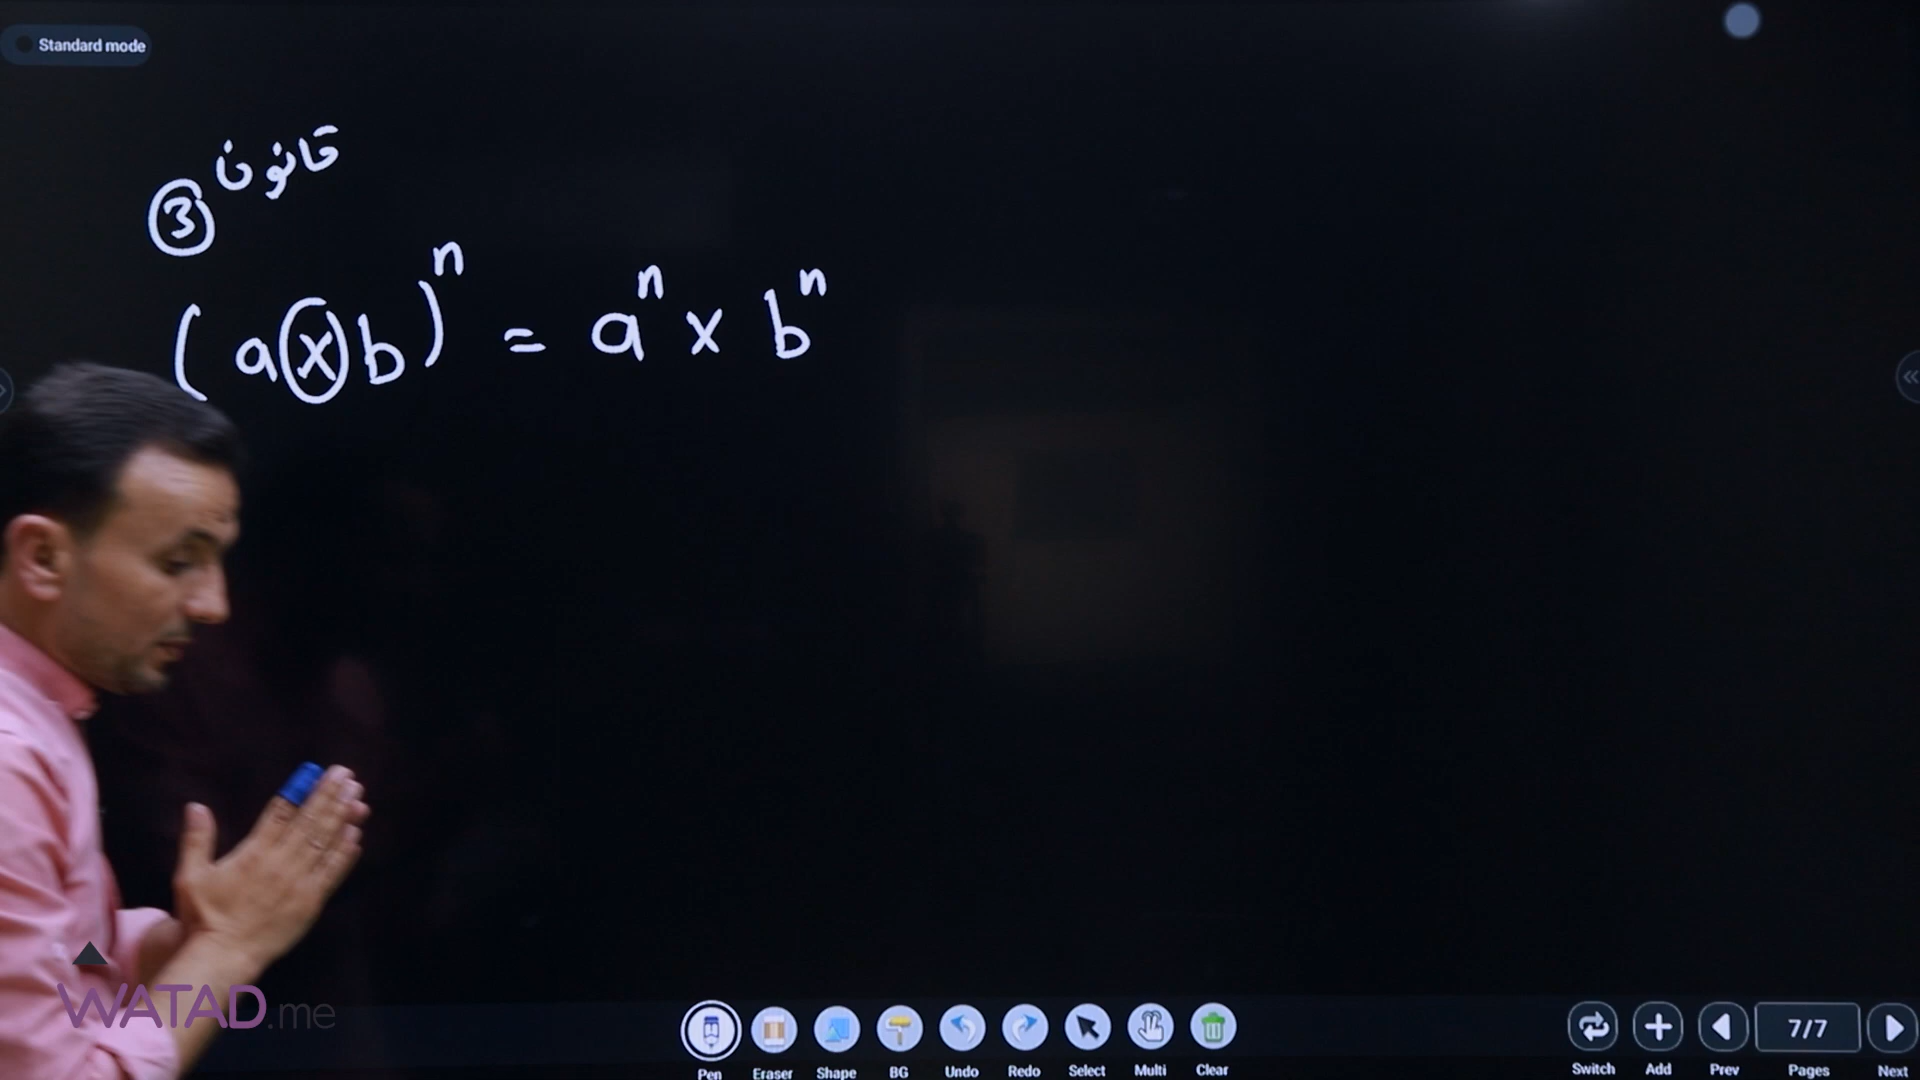 Standard mode
③ قانون
(a×b)ⁿ = aⁿ × bⁿ
WATAD.me
Pen Eraser Shape BG Undo Redo Select Multi Clear
Switch Add Prev 7/7 Pages Next